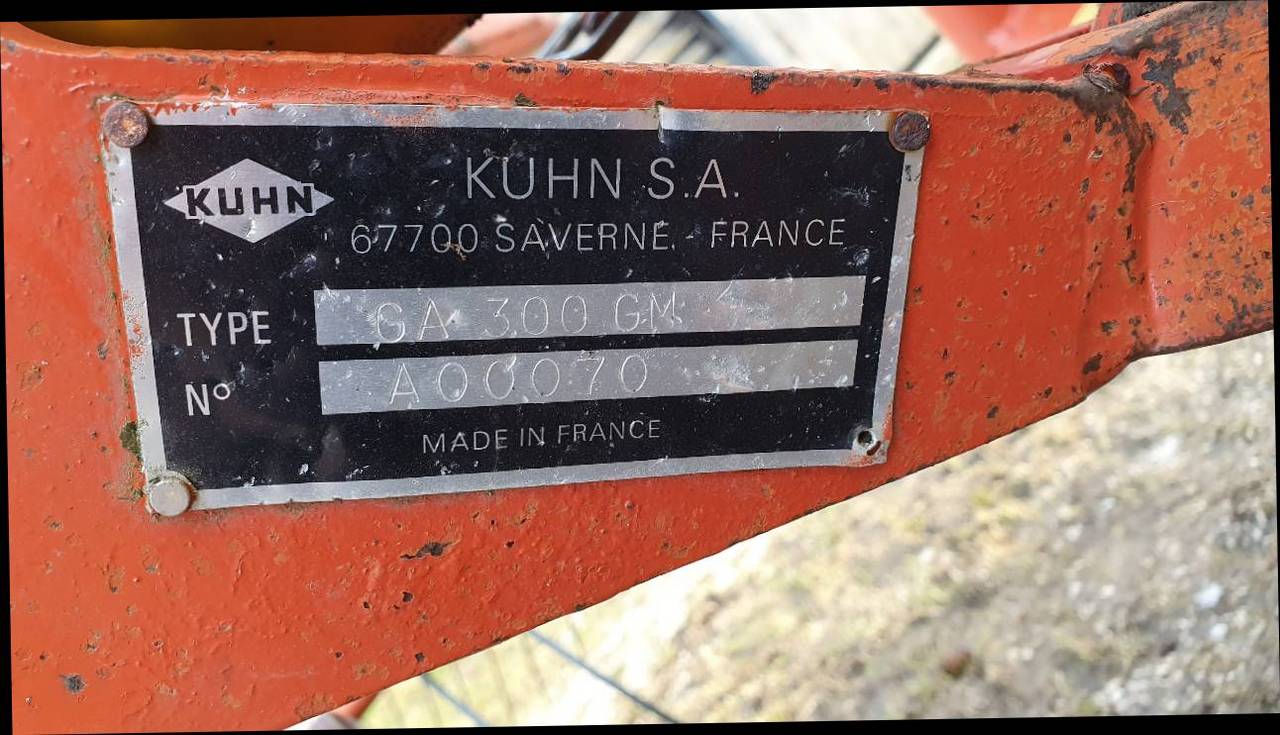 KUHN
KUHN S.A.
67700 SAVERNE - FRANCE
TYPE GA 300 GM
N° A00070
MADE IN FRANCE